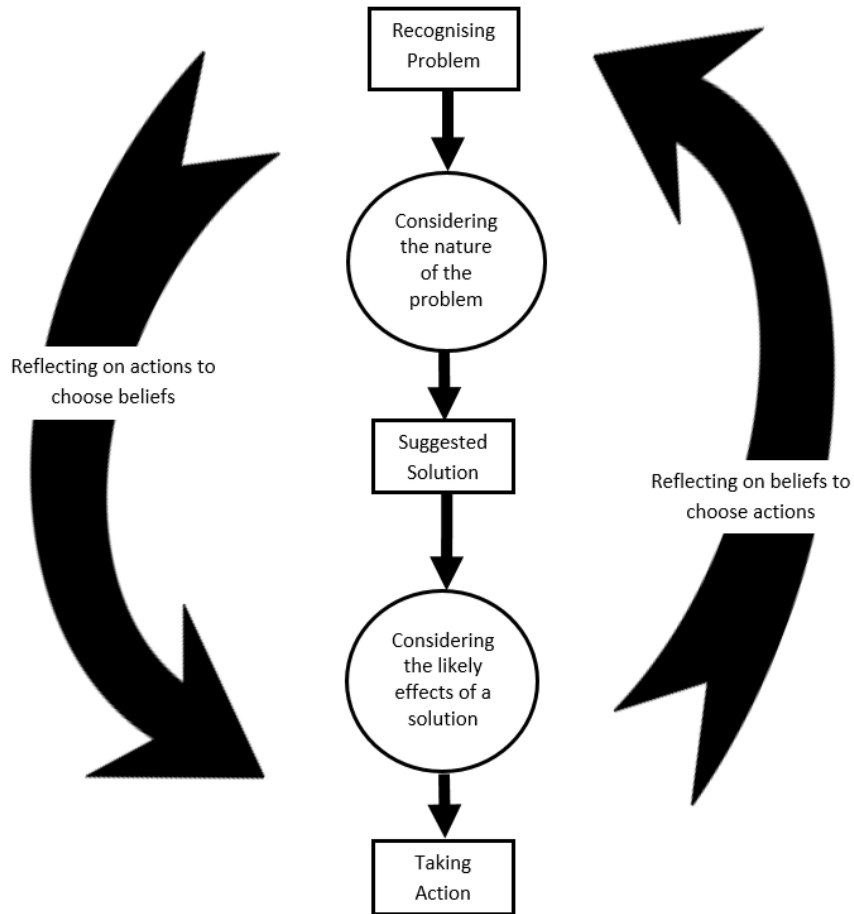 Recognising
Problem
Considering
the nature
of the
problem
Reflecting on actions to
choose beliefs
Suggested
Solution
Reflecting on beliefs to
choose actions
Considering
the likely
effects of a
solution
Taking
Action